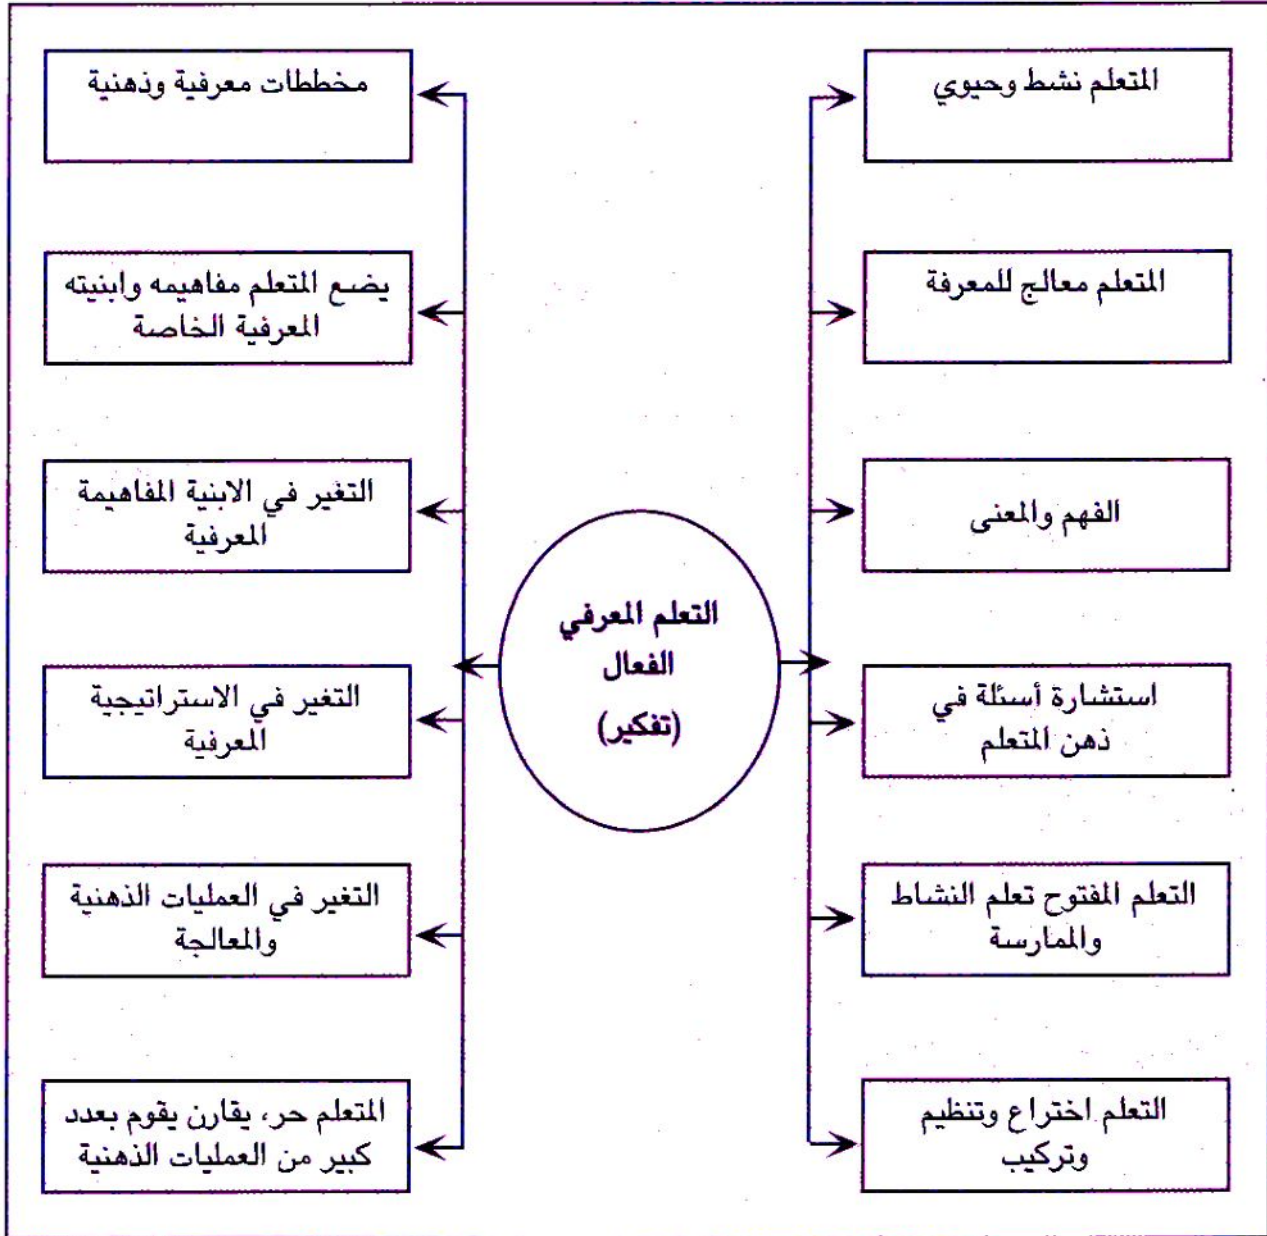 المتعلم نشط وحيوي
المتعلم معالج للمعرفة
الفهم والمعنى
استشارة أسئلة في
ذهن المتعلم
التعلم المفتوح تعلم النشاط
والممارسة
التعلم اختراع وتنظيم
وتركيب
التعلم المعرفي
الفعال
(تفكير)
مخططات معرفية وذهنية
يضع المتعلم مفاهيمه وابنيته
المعرفية الخاصة
التغير في الابنية المفاهيمة
المعرفية
التغير في الاستراتيجية
المعرفية
التغير في العمليات الذهنية
والمعالجة
المتعلم حر، يقارن يقوم بعدد
كبير من العمليات الذهنية